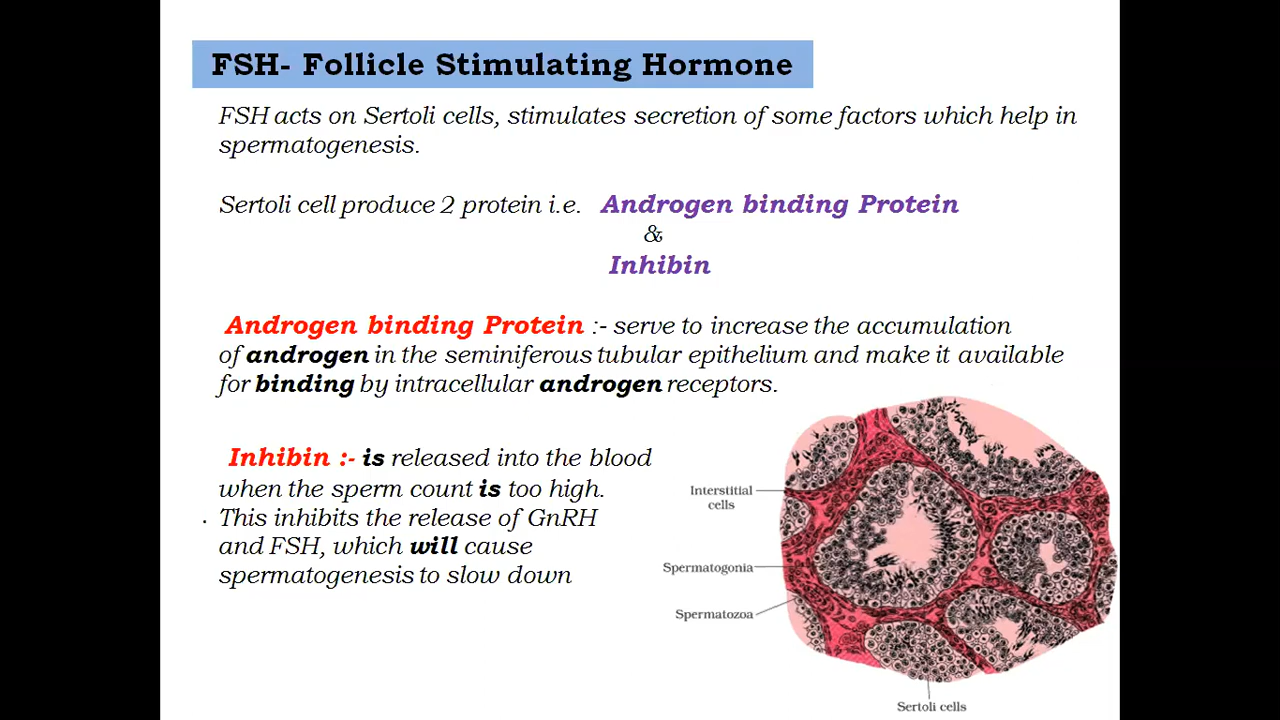 FSH- Follicle Stimulating Hormone
FSH acts on Sertoli cells, stimulates secretion of some factors which help in
spermatogenesis.
Sertoli cell produce 2 protein i.e. Androgen binding Protein
&
Inhibin
Androgen binding Protein :- serve to increase the accumulation
of androgen in the seminiferous tubular epithelium and make it available
for binding by intracellular androgen receptors.
Inhibin :- is released into the blood
when the sperm count is too high.
This inhibits the release of GnRH
and FSH, which will cause
spermatogenesis to slow down
Interstitial
cells
Spermatogonia
Spermatozoa
Sertoli cells